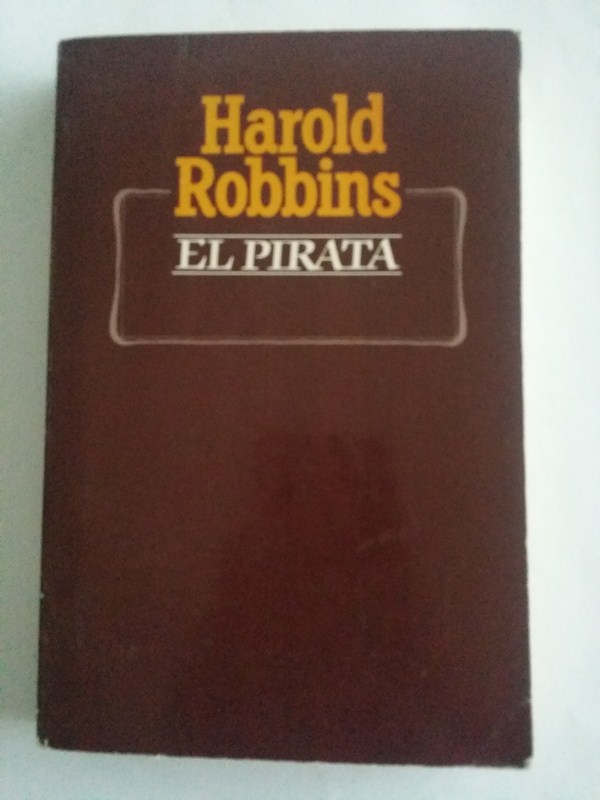 Harold
Robbins
EL PIRATA